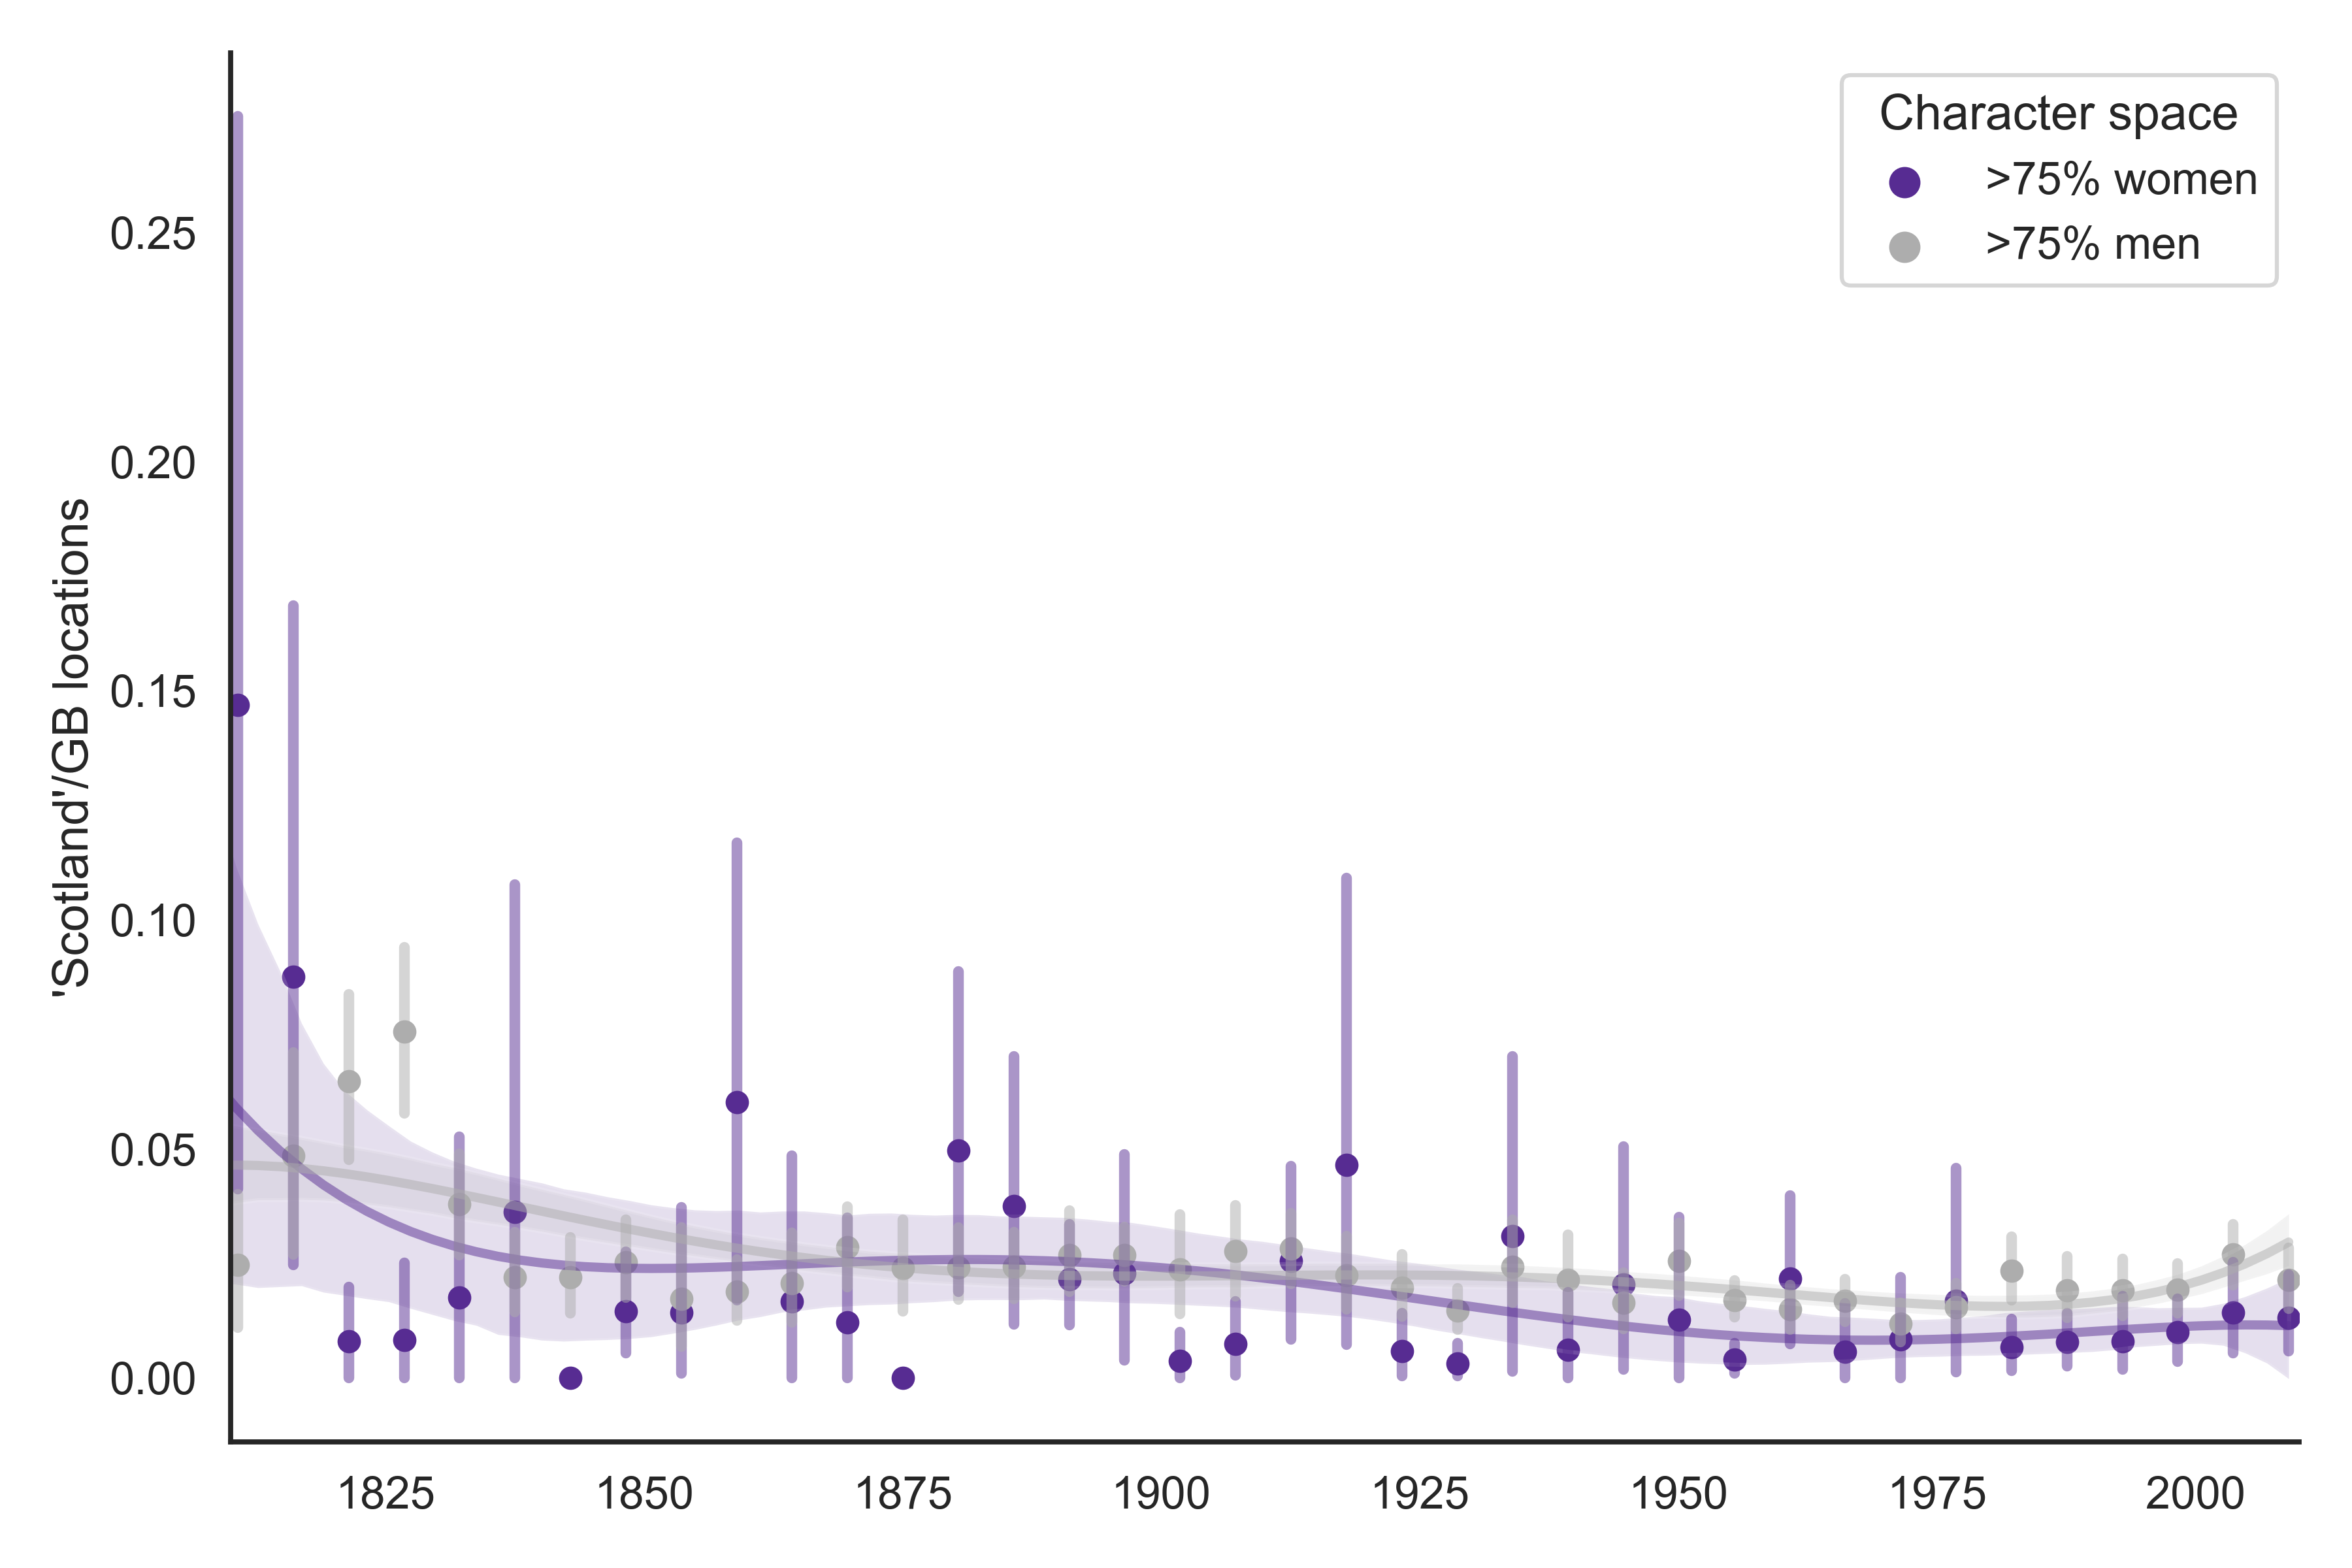 Character space
>75% women
>75% men
0.25
0.20
0.15
0.10
0.05
0.00
'Scotland'/GB locations
1825 1850 1875 1900 1925 1950 1975 2000